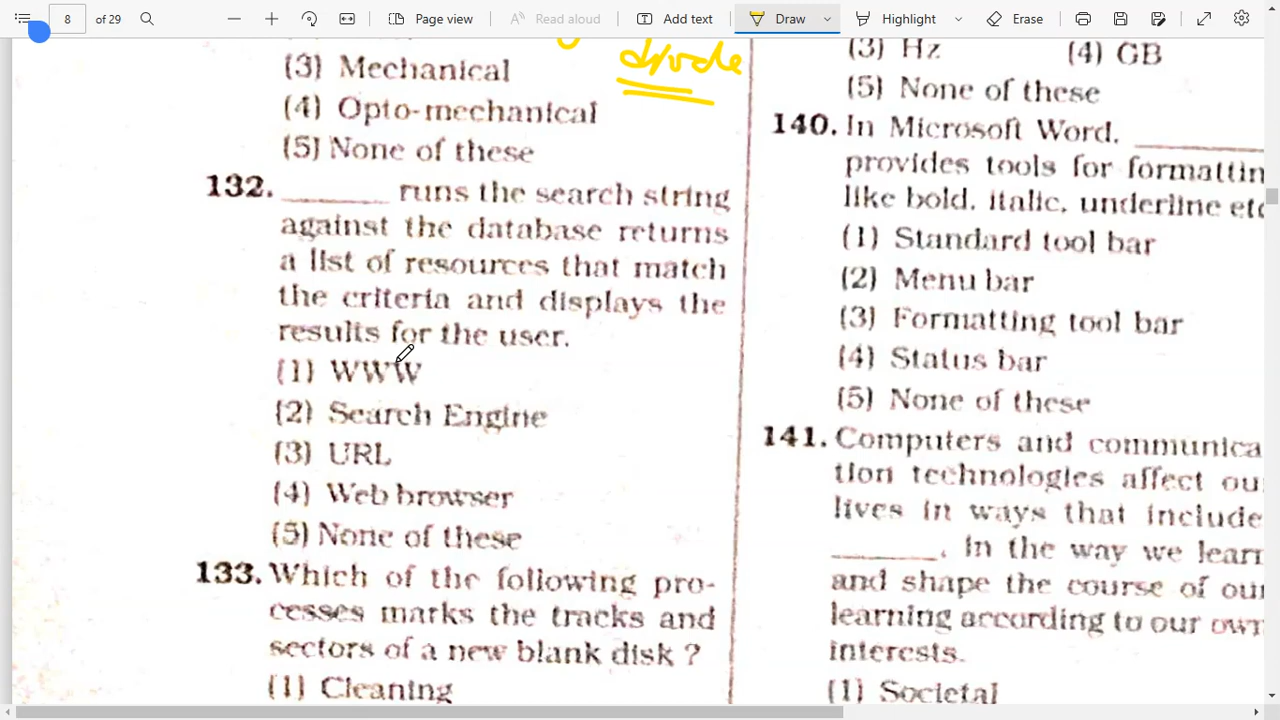 8
of 29
Page view
Read aloud
Add text
Draw
Highlight
Erase
(3) Mechanical
(4) Opto-mechanical
(5) None of these
132. ______ runs the search string
against the database returns
a list of resources that match
the criteria and displays the
results for the user.
(1) WWW
(2) Search Engine
(3) URL
(4) Web browser
(5) None of these
133. Which of the following pro-
cesses marks the tracks and
sectors of a new blank disk ?
(1) Cleaning
(3) Hz (4) GB
(5) None of these
140. In Microsoft Word. ______
provides tools for formattin
like bold. italic. underline etc
(1) Standard tool bar
(2) Menu bar
(3) Formatting tool bar
(4) Status bar
(5) None of these
141. Computers and communica
tion technologies affect ou
lives in ways that include
______. in the way we learn
and shape the course of our
learning according to our own
interests.
(1) Societal